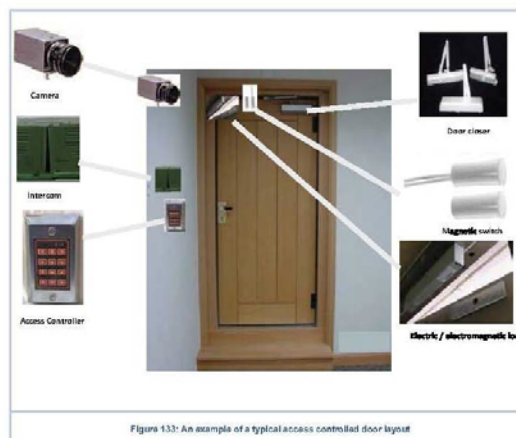 Camera
Intercom
Access Controller
Door closer
Magnetic switch
Electric / electromagnetic loc
Figure 133: An example of a typical access controlled door layout